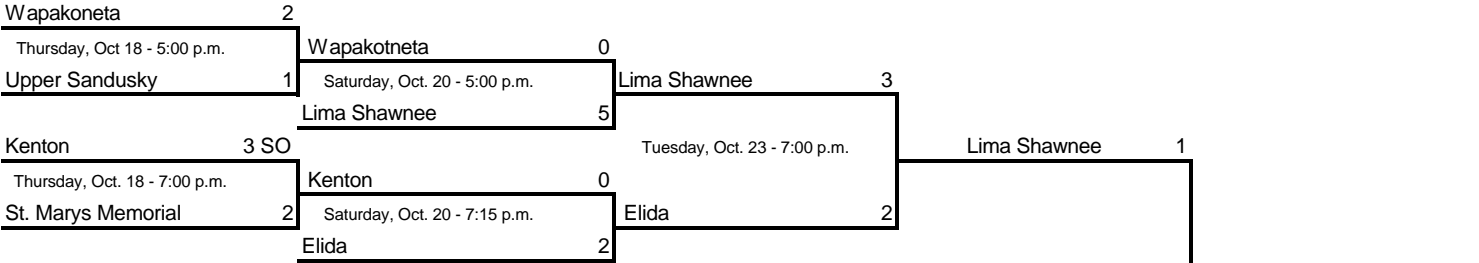 Wapakoneta 2
Thursday, Oct 18 - 5:00 p.m.
Upper Sandusky 1
Wapakotneta 0
Saturday, Oct. 20 - 5:00 p.m.
Lima Shawnee 5
Kenton 3 SO
Thursday, Oct. 18 - 7:00 p.m.
St. Marys Memorial 2
Kenton 0
Saturday, Oct. 20 - 7:15 p.m.
Elida 2
Lima Shawnee 3
Tuesday, Oct. 23 - 7:00 p.m.
Elida 2
Lima Shawnee 1